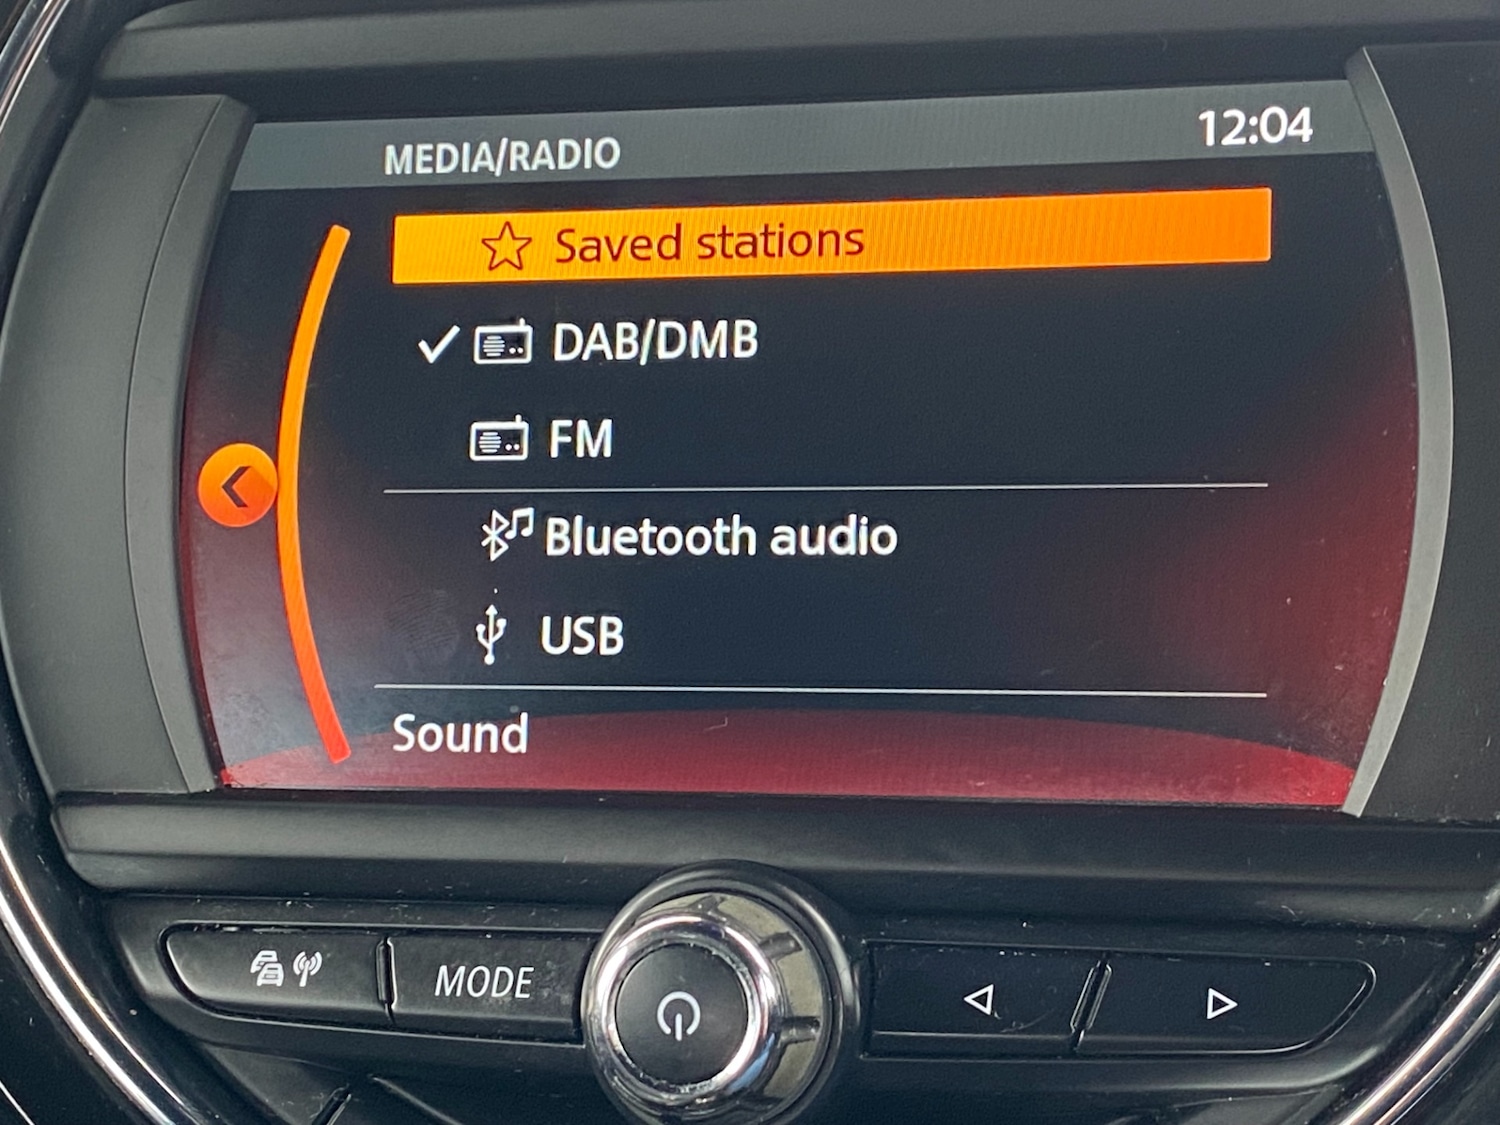 MEDIA/RADIO
12:04
Saved stations
DAB/DMB
FM
Bluetooth audio
USB
Sound
MODE